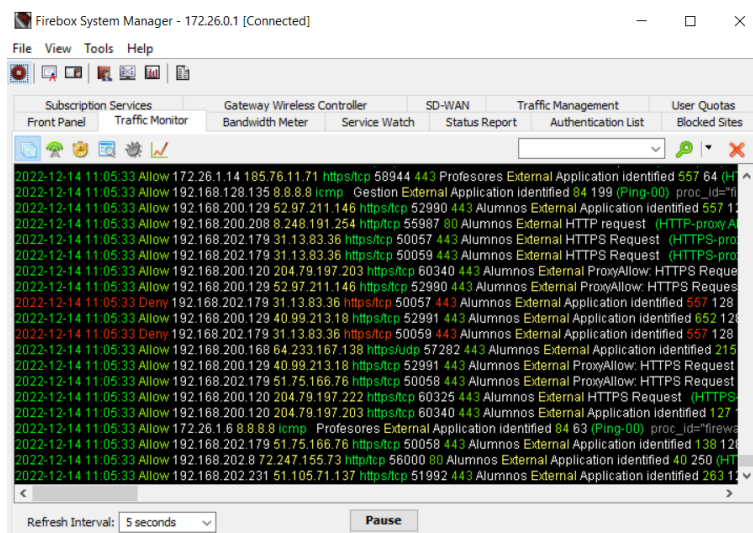 Firebox System Manager - 172.26.0.1 [Connected]
File View Tools Help
Subscription Services Gateway Wireless Controller SD-WAN Traffic Management User Quotas
Front Panel Traffic Monitor Bandwidth Meter Service Watch Status Report Authentication List Blocked Sites
2022-12-14 11:05:33 Allow 172.26.1.14 185.76.11.71 https/tcp 58944 443 Profesores External Application identified 557 64 (HT
2022-12-14 11:05:33 Allow 192.168.128.135 8.8.8.8 icmp Gestion External Application identified 84 199 (Ping-00) proc_id="fi
2022-12-14 11:05:33 Allow 192.168.200.129 52.97.211.146 https/tcp 52990 443 Alumnos External Application identified 557 12
2022-12-14 11:05:33 Allow 192.168.200.208 8.248.191.254 http/tcp 55987 80 Alumnos External HTTP request (HTTP-proxy.Al
2022-12-14 11:05:33 Allow 192.168.202.179 31.13.83.36 https/tcp 50057 443 Alumnos External HTTPS Request (HTTPS-pro
2022-12-14 11:05:33 Allow 192.168.202.179 31.13.83.36 https/tcp 50059 443 Alumnos External HTTPS Request (HTTPS-pro
2022-12-14 11:05:33 Allow 192.168.200.120 204.79.197.203 https/tcp 60340 443 Alumnos External ProxyAllow: HTTPS Reque
2022-12-14 11:05:33 Allow 192.168.200.129 52.97.211.146 https/tcp 52990 443 Alumnos External ProxyAllow: HTTPS Reques
2022-12-14 11:05:33 Deny 192.168.202.179 31.13.83.36 https/tcp 50057 443 Alumnos External Application identified 557 128
2022-12-14 11:05:33 Allow 192.168.200.129 40.99.213.18 https/tcp 52991 443 Alumnos External Application identified 652 128
2022-12-14 11:05:33 Deny 192.168.202.179 31.13.83.36 https/tcp 50059 443 Alumnos External Application identified 557 128
2022-12-14 11:05:33 Allow 192.168.200.168 64.233.167.138 https/udp 57282 443 Alumnos External Application identified 215
2022-12-14 11:05:33 Allow 192.168.200.129 40.99.213.18 https/tcp 52991 443 Alumnos External ProxyAllow: HTTPS Request
2022-12-14 11:05:33 Allow 192.168.202.179 51.75.166.76 https/tcp 50058 443 Alumnos External ProxyAllow: HTTPS Request
2022-12-14 11:05:33 Allow 192.168.200.120 204.79.197.222 https/tcp 60325 443 Alumnos External HTTPS Request (HTTPS-
2022-12-14 11:05:33 Allow 192.168.200.120 204.79.197.203 https/tcp 60340 443 Alumnos External Application identified 127 1
2022-12-14 11:05:33 Allow 172.26.1.6 8.8.8.8 icmp Profesores External Application identified 84 63 (Ping-00) proc_id="firewa
2022-12-14 11:05:33 Allow 192.168.202.179 51.75.166.76 https/tcp 50058 443 Alumnos External Application identified 138 128
2022-12-14 11:05:33 Allow 192.168.202.8 72.247.155.73 http/tcp 56000 80 Alumnos External Application identified 40 250 (HT
2022-12-14 11:05:33 Allow 192.168.202.231 51.105.71.137 https/tcp 51992 443 Alumnos External Application identified 263 1
Refresh Interval: 5 seconds Pause